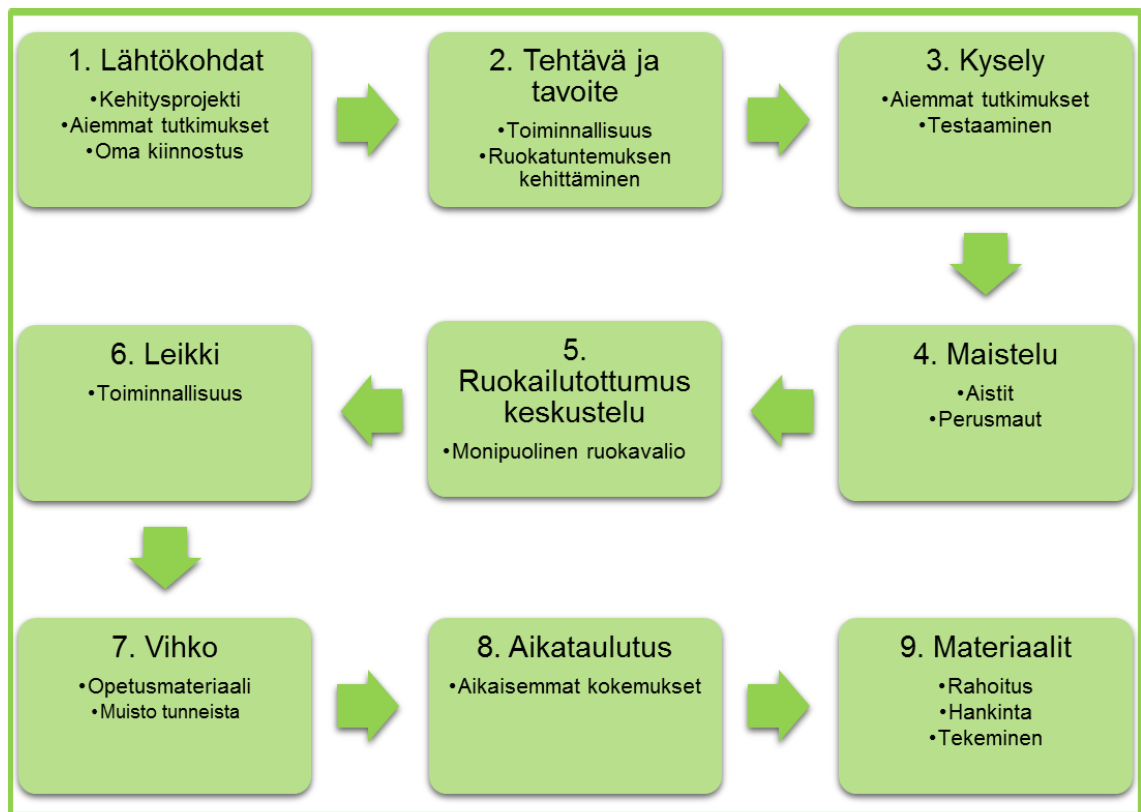 1. Lähtökohdat
•Kehitysprojekti
•Aiemmat tutkimukset
•Oma kiinnostus
2. Tehtävä ja
tavoite
•Toiminnallisuus
•Ruokatuntemuksen
kehittäminen
3. Kysely
•Aiemmat tutkimukset
•Testaaminen
4. Maistelu
•Aistit
•Perusmaut
5.
Ruokailutottumus
keskustelu
•Monipuolinen ruokavalio
6. Leikki
•Toiminnallisuus
7. Vihko
•Opetusmateriaali
•Muisto tunneista
8. Aikataulutus
•Aikaisemmat kokemukset
9. Materiaalit
•Rahoitus
•Hankinta
•Tekeminen